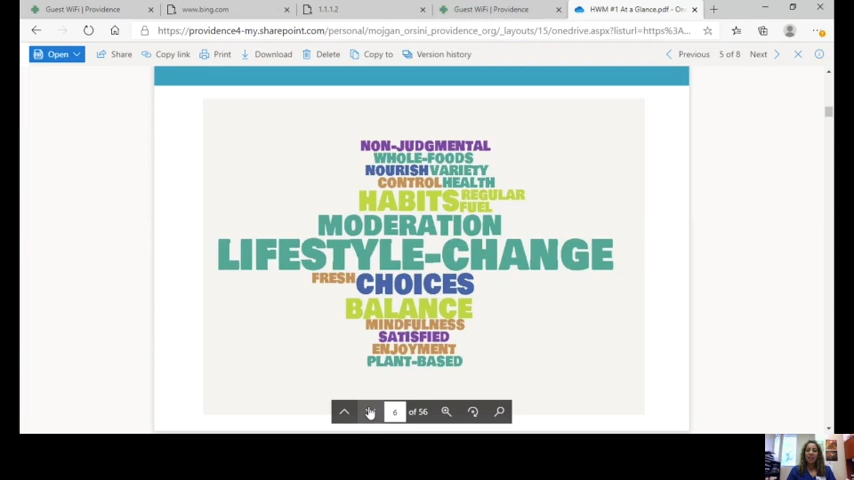 Guest WiFi | Providence
www.bing.com
1.1.1.2
Guest WiFi | Providence
HWM #1 At a Glance.pdf - On
https://providence4-my.sharepoint.com/personal/mojgan_orsini_providence_org/_layouts/15/onedrive.aspx?listurl=https%3A...
Open Share Copy link Print Download Delete Copy to Version history Previous 5 of 8 Next
NON-JUDGMENTAL
WHOLE-FOODS
NOURISH VARIETY
CONTROL HEALTH
HABITS REGULAR
FUEL
MODERATION
LIFESTYLE-CHANGE
FRESH CHOICES
BALANCE
MINDFULNESS
SATISFIED
ENJOYMENT
PLANT-BASED
6 of 56